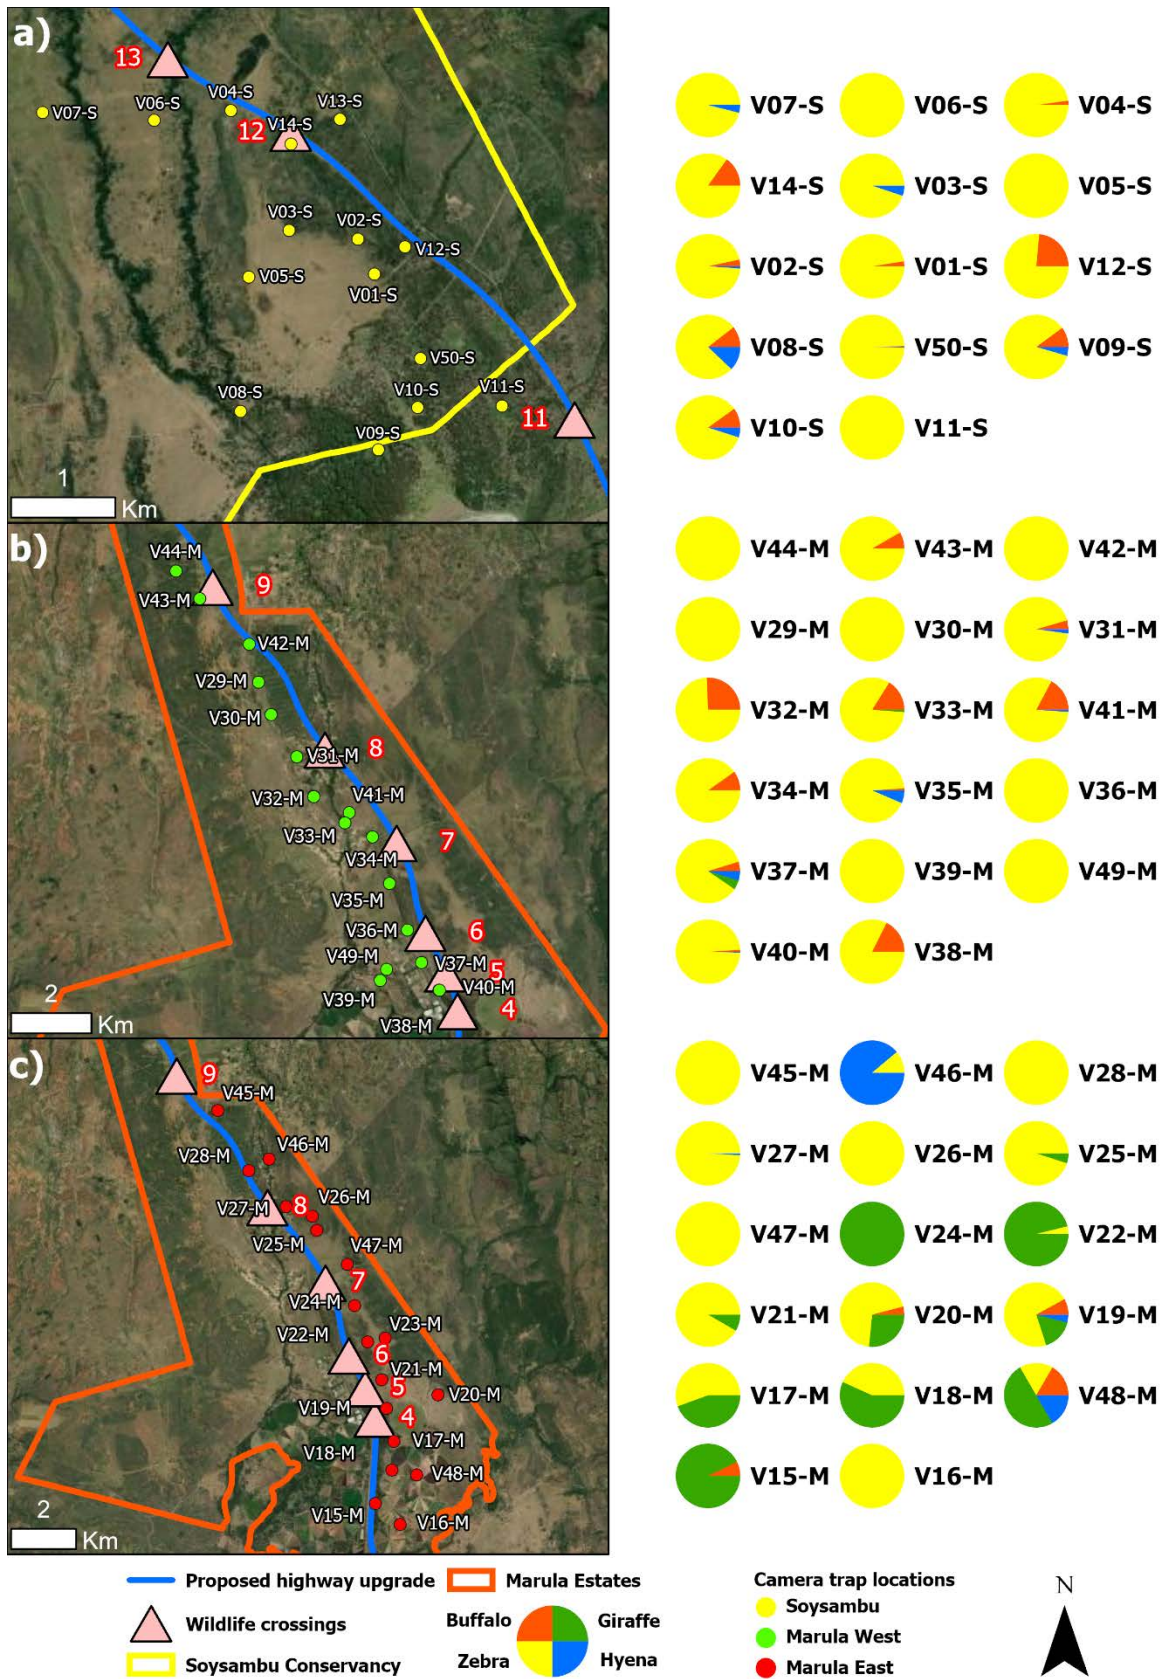 a)
13
V07-S
V06-S
V04-S
12
V14-S
V13-S
V03-S
V02-S
V12-S
V05-S
V01-S
V50-S
V08-S
V10-S
V11-S
11
V09-S
1
Km
V07-S V06-S V04-S
V14-S V03-S V05-S
V02-S V01-S V12-S
V08-S V50-S V09-S
V10-S V11-S
b)
V44-M
9
V43-M
V42-M
V29-M
V30-M
V31-M
8
V32-M
V41-M
V33-M
7
V34-M
V35-M
V36-M
6
V49-M
V37-M
5
V39-M
V40-M
4
V38-M
2
Km
V44-M V43-M V42-M
V29-M V30-M V31-M
V32-M V33-M V41-M
V34-M V35-M V36-M
V37-M V39-M V49-M
V40-M V38-M
c)
9
V45-M
V46-M
V28-M
V27-M
8
V26-M
V25-M
V47-M
7
V24-M
V22-M
V23-M
6
V21-M
5
V20-M
V19-M
4
V17-M
V18-M
V48-M
V15-M
V16-M
2
Km
V45-M V46-M V28-M
V27-M V26-M V25-M
V47-M V24-M V22-M
V21-M V20-M V19-M
V17-M V18-M V48-M
V15-M V16-M
Proposed highway upgrade
Wildlife crossings
Soysambu Conservancy
Marula Estates
Buffalo Giraffe
Zebra Hyena
Camera trap locations
Soysambu
Marula West
Marula East
N